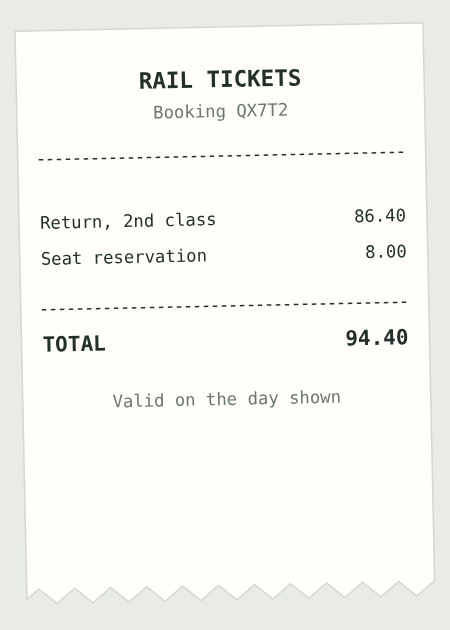 RAIL TICKETS
Booking QX7T2
Return, 2nd class 86.40
Seat reservation 8.00
TOTAL 94.40
Valid on the day shown